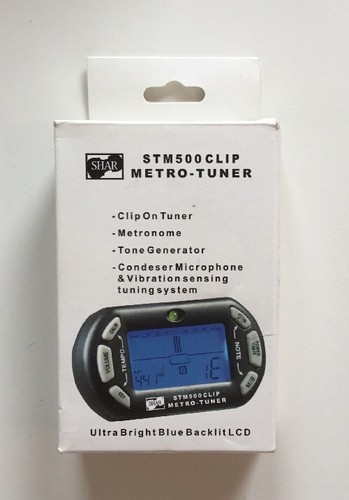 SHAR
STM500CLIP
METRO-TUNER
-Clip On Tuner
-Metronome
-Tone Generator
-Condeser Microphone
& Vibration sensing
tuning system
VOLUME
TEMPO
NOTE
441
E
SHAR
STM500CLIP
METRO-TUNER
Ultra Bright Blue Backlit LCD